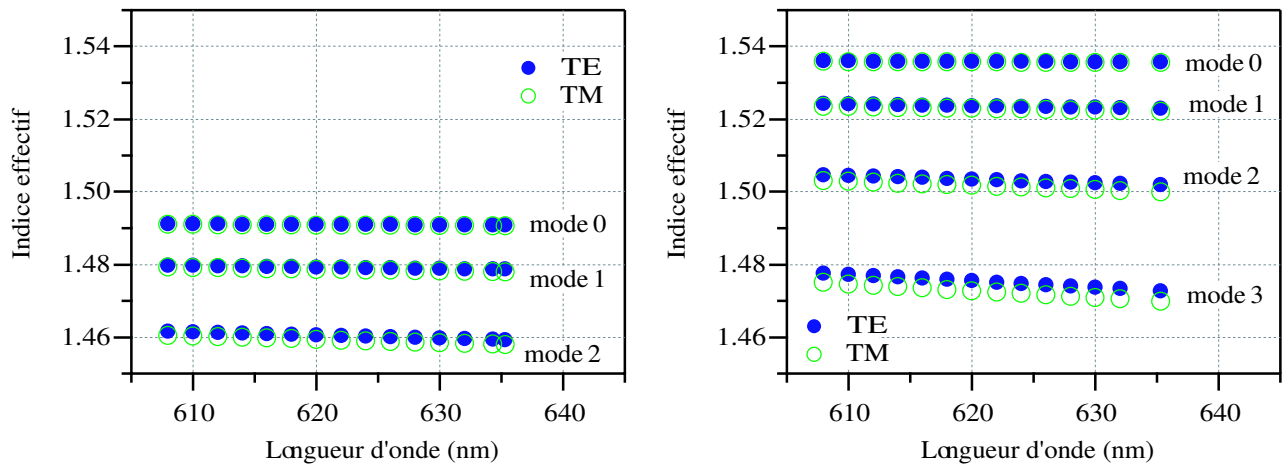 1.54
1.52
1.50
1.48
1.46
Indice effectif
TE
TM
mode 0
mode 1
mode 2
610
620
630
640
Longueur d'onde (nm)
1.54
1.52
1.50
1.48
1.46
Indice effectif
mode 0
mode 1
mode 2
mode 3
TE
TM
610
620
630
640
Longueur d'onde (nm)